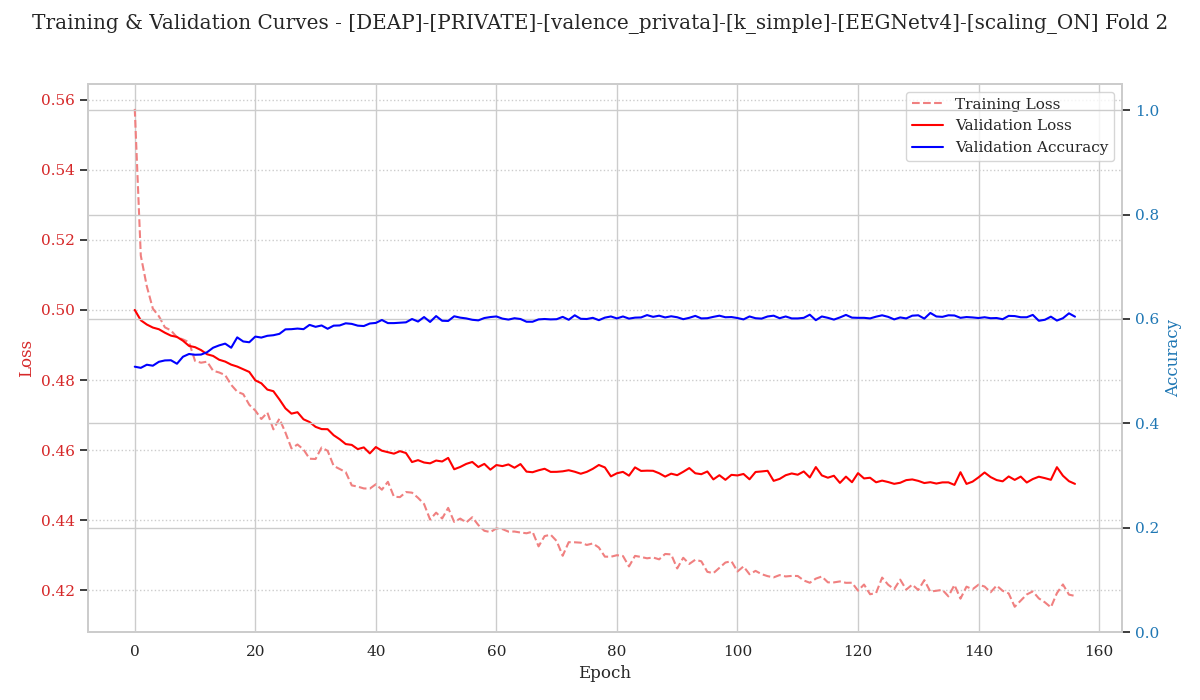 Training & Validation Curves - [DEAP]-[PRIVATE]-[valence_privata]-[k_simple]-[EEGNetv4]-[scaling_ON] Fold 2
Training Loss
Validation Loss
Validation Accuracy
Loss
0.56
0.54
0.52
0.50
0.48
0.46
0.44
0.42
1.0
0.8
0.6
0.4
0.2
0.0
Accuracy
0 20 40 60 80 100 120 140 160
Epoch